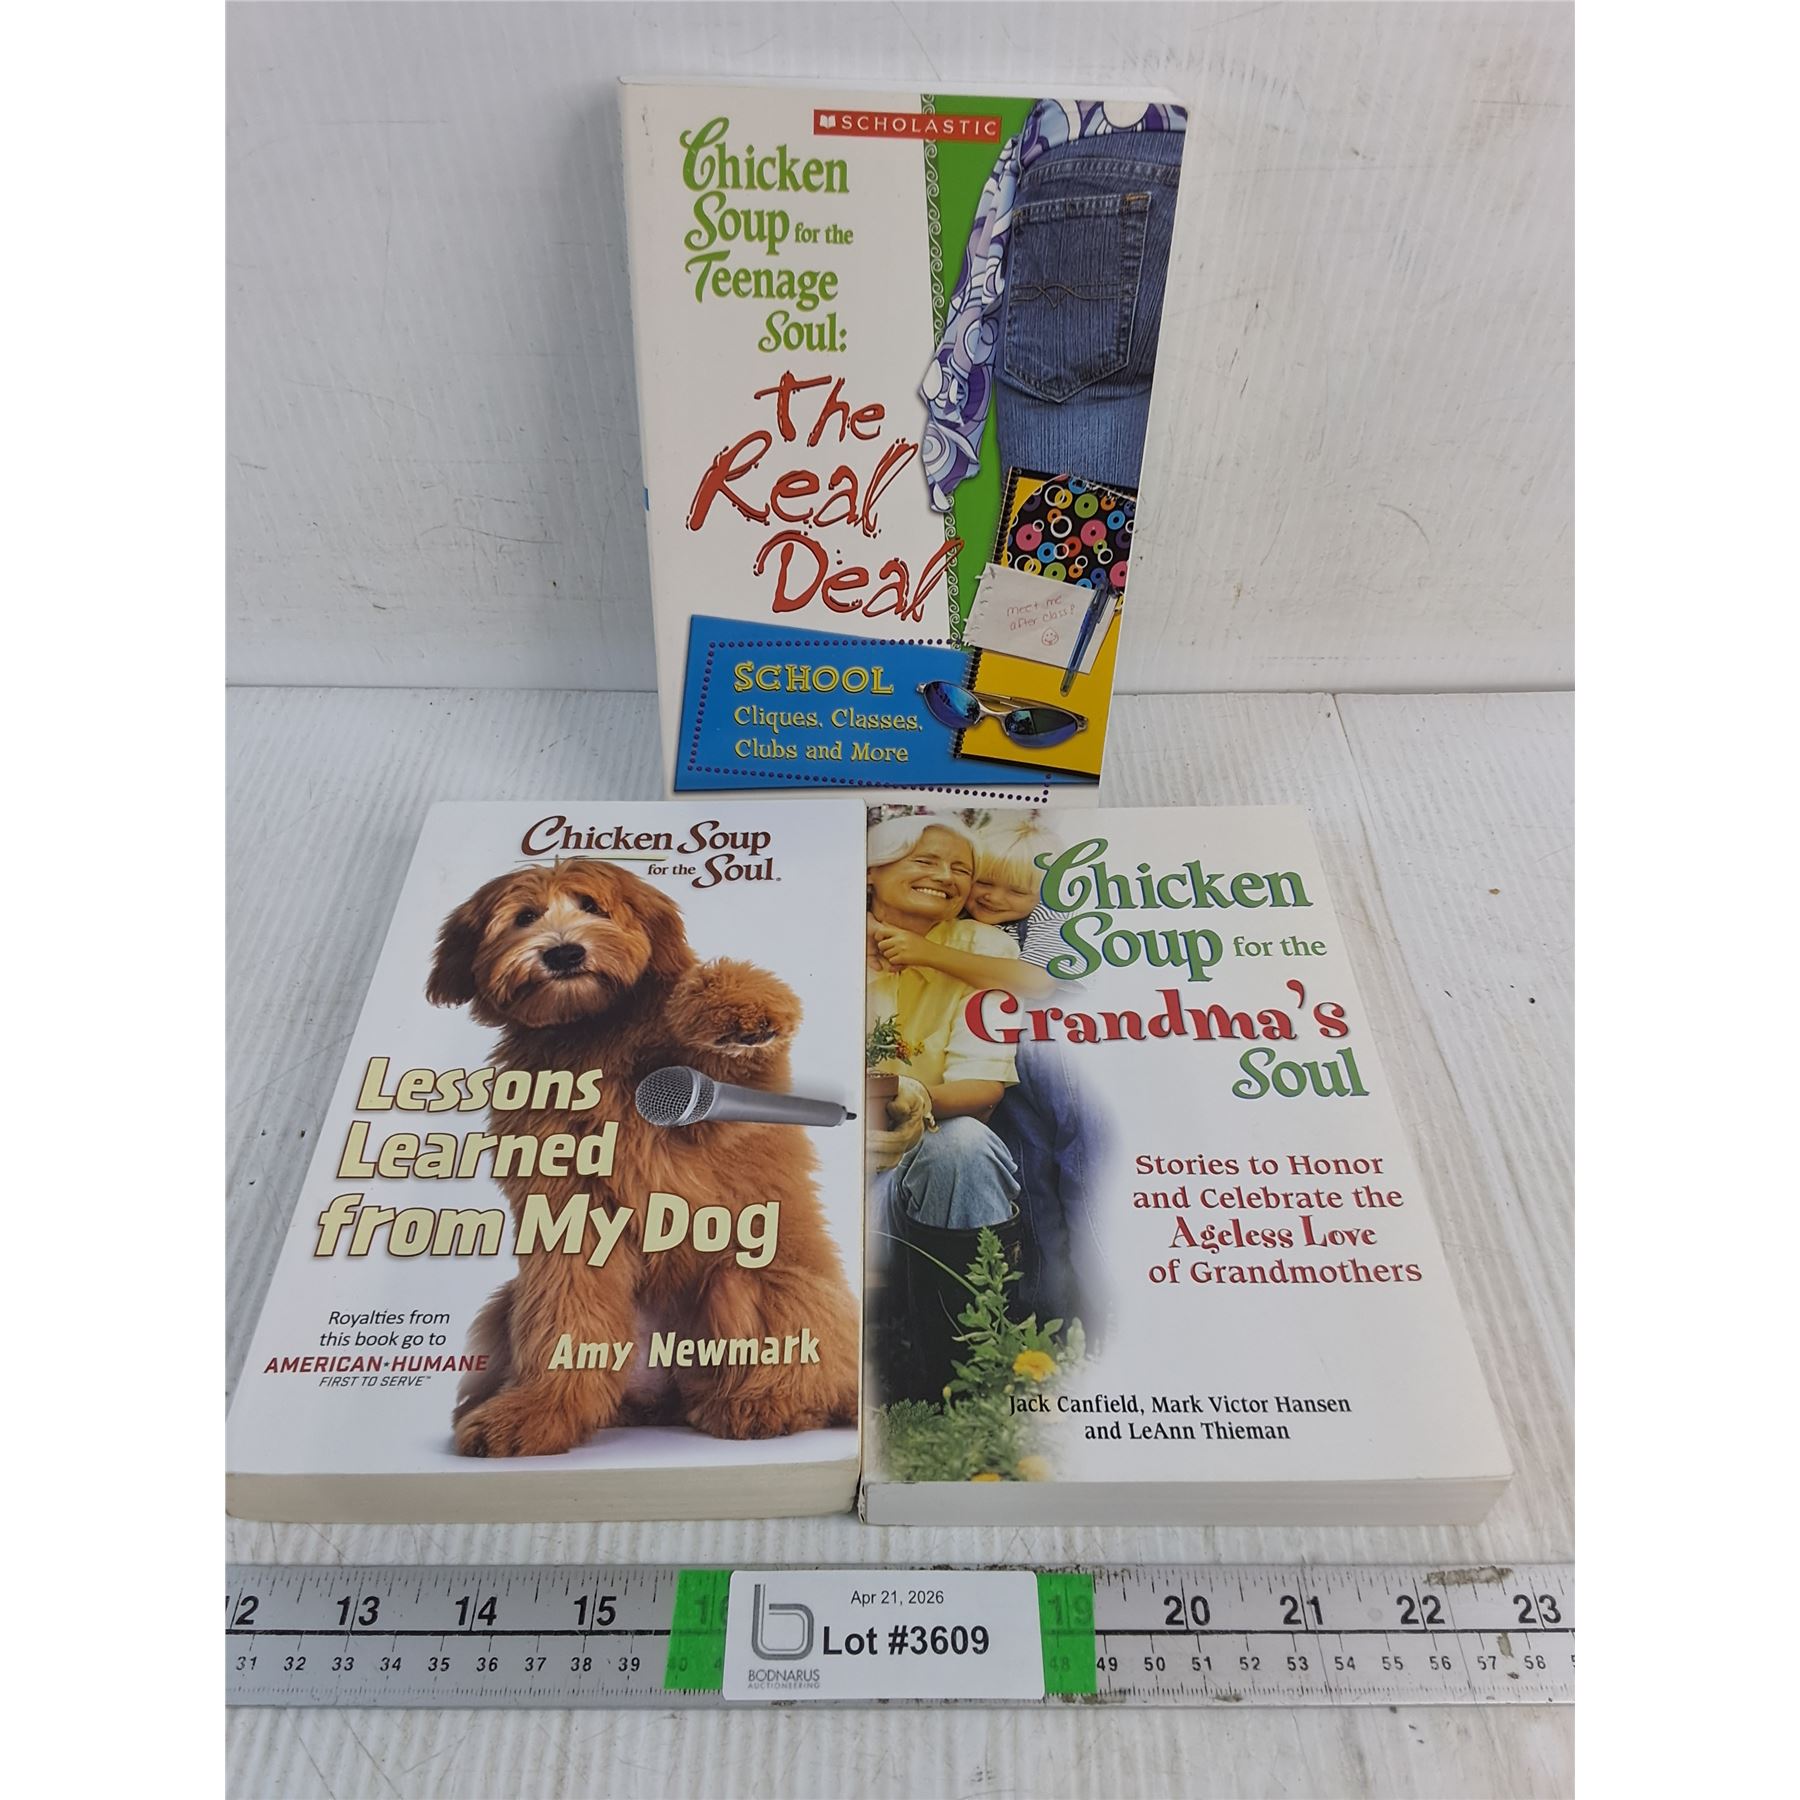 SCHOLASTIC
Chicken
Soup for the
Teenage
Soul:
The
Real
Deal
meet me
after class!
SCHOOL
Cliques, Classes,
Clubs and More
Chicken Soup
for the Soul®
Lessons
Learned
from My Dog
Royalties from
this book go to
AMERICAN★HUMANE
FIRST TO SERVE™
Amy Newmark
Chicken
Soup for the
Grandma's
Soul
Stories to Honor
and Celebrate the
Ageless Love
of Grandmothers
Jack Canfield, Mark Victor Hansen
and LeAnn Thieman
12 13 14 15 16 19 20 21 22 23
Apr 21, 2026
Lot #3609
BODNARUS
AUCTIONEERING
31 32 33 34 35 36 37 38 39 40 48 49 50 51 52 53 54 55 56 57 58